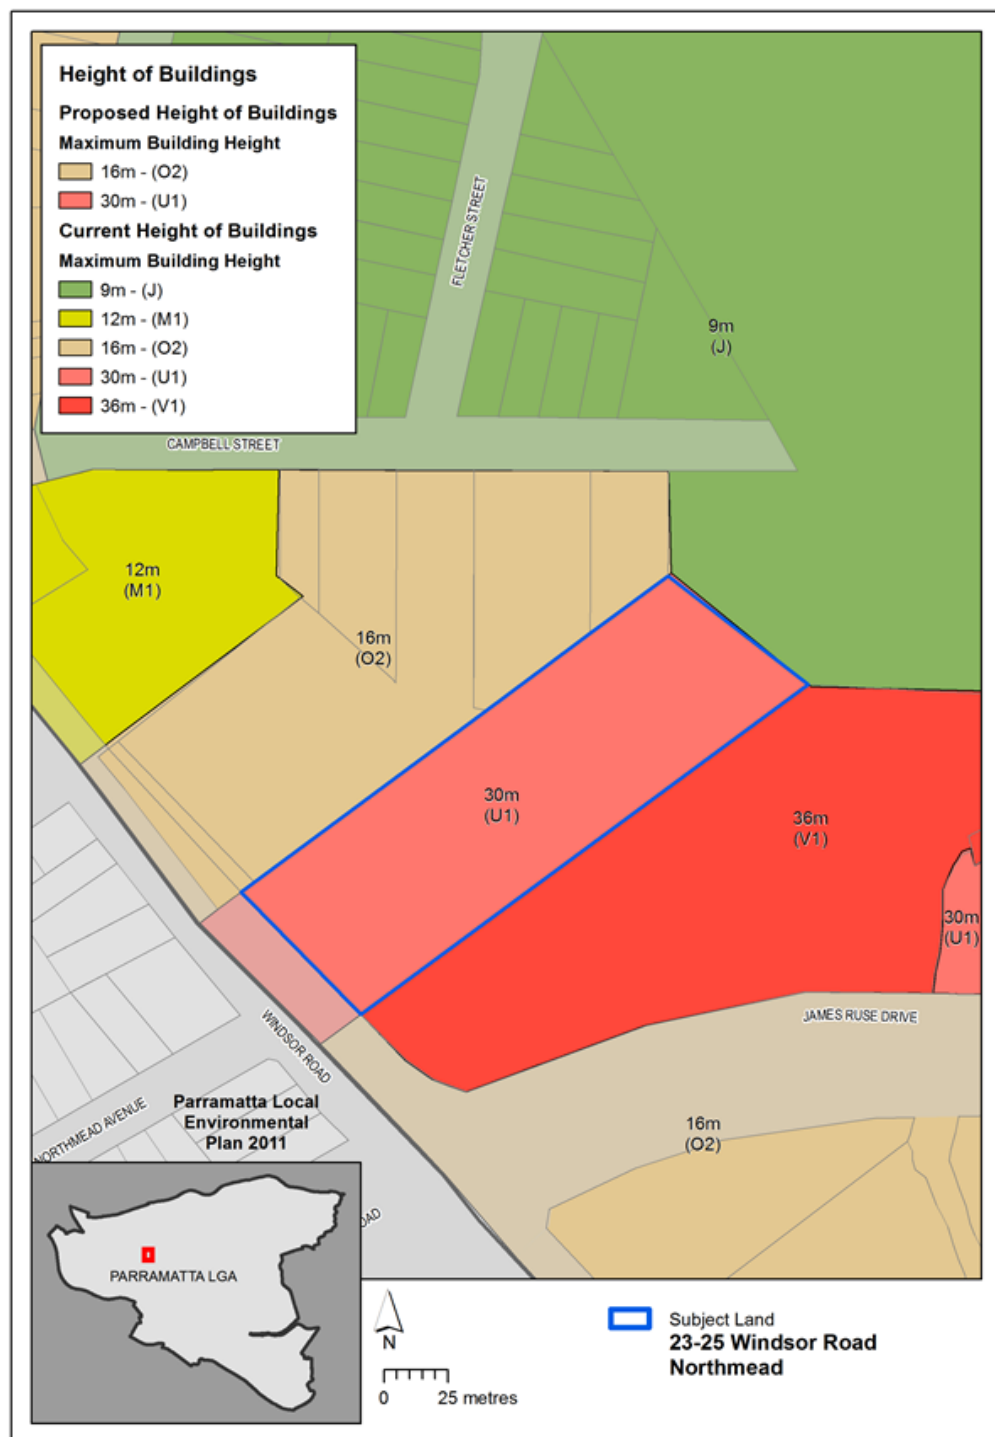 Height of Buildings
Proposed Height of Buildings
Maximum Building Height
16m - (O2)
30m - (U1)
Current Height of Buildings
Maximum Building Height
9m - (J)
12m - (M1)
16m - (O2)
30m - (U1)
36m - (V1)
FLETCHER STREET
9m
(J)
CAMPBELL STREET
12m
(M1)
16m
(O2)
30m
(U1)
36m
(V1)
30m
(U1)
JAMES RUSE DRIVE
WINDSOR ROAD
NORTHMEAD AVENUE
Parramatta Local
Environmental
Plan 2011
16m
(O2)
PARRAMATTA LGA
N
0 25 metres
Subject Land
23-25 Windsor Road
Northmead